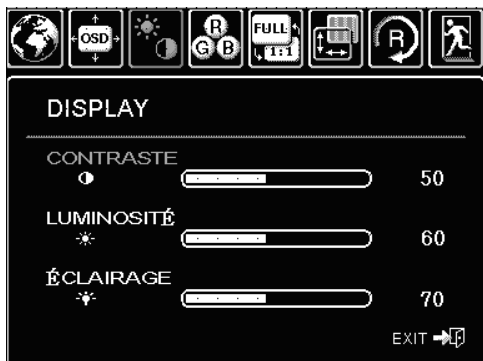 OSD R G B FULL 1:1 R
DISPLAY
CONTRASTE
50
LUMINOSITÉ
60
ÉCLAIRAGE
70
EXIT